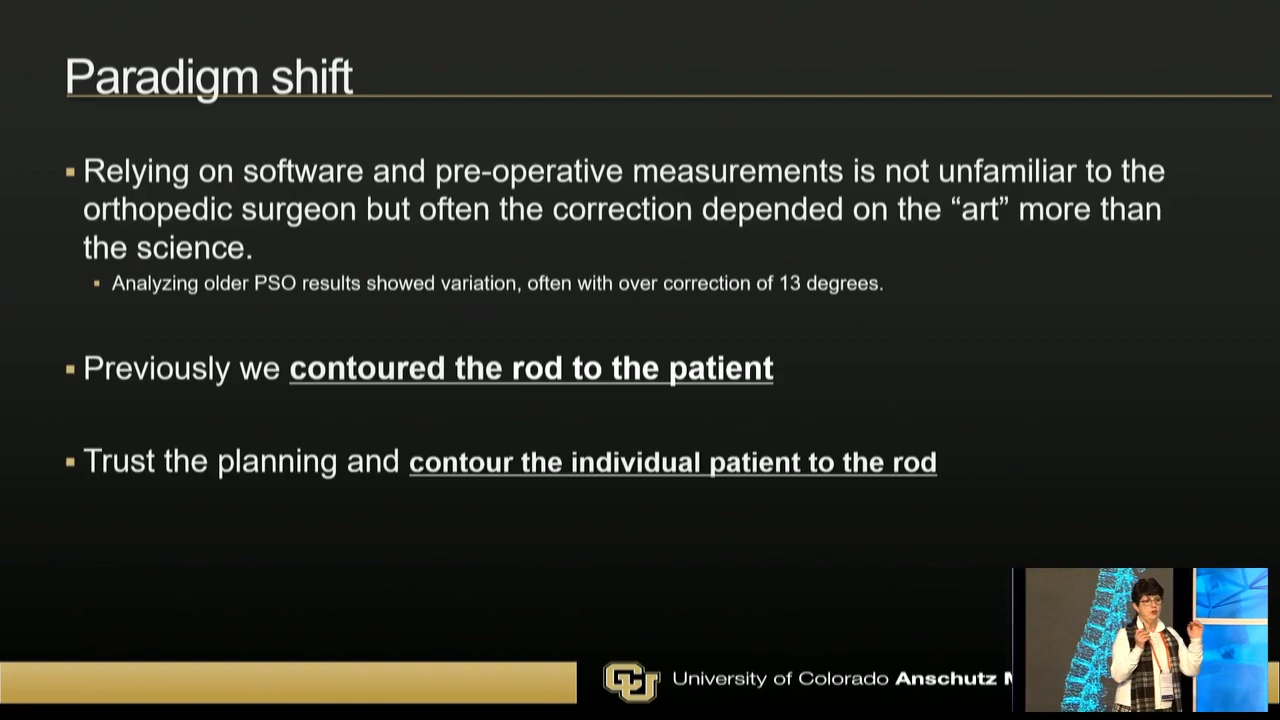 Paradigm shift
Relying on software and pre-operative measurements is not unfamiliar to the
orthopedic surgeon but often the correction depended on the “art” more than
the science.
Analyzing older PSO results showed variation, often with over correction of 13 degrees.
Previously we contoured the rod to the patient
Trust the planning and contour the individual patient to the rod
CU University of Colorado Anschutz